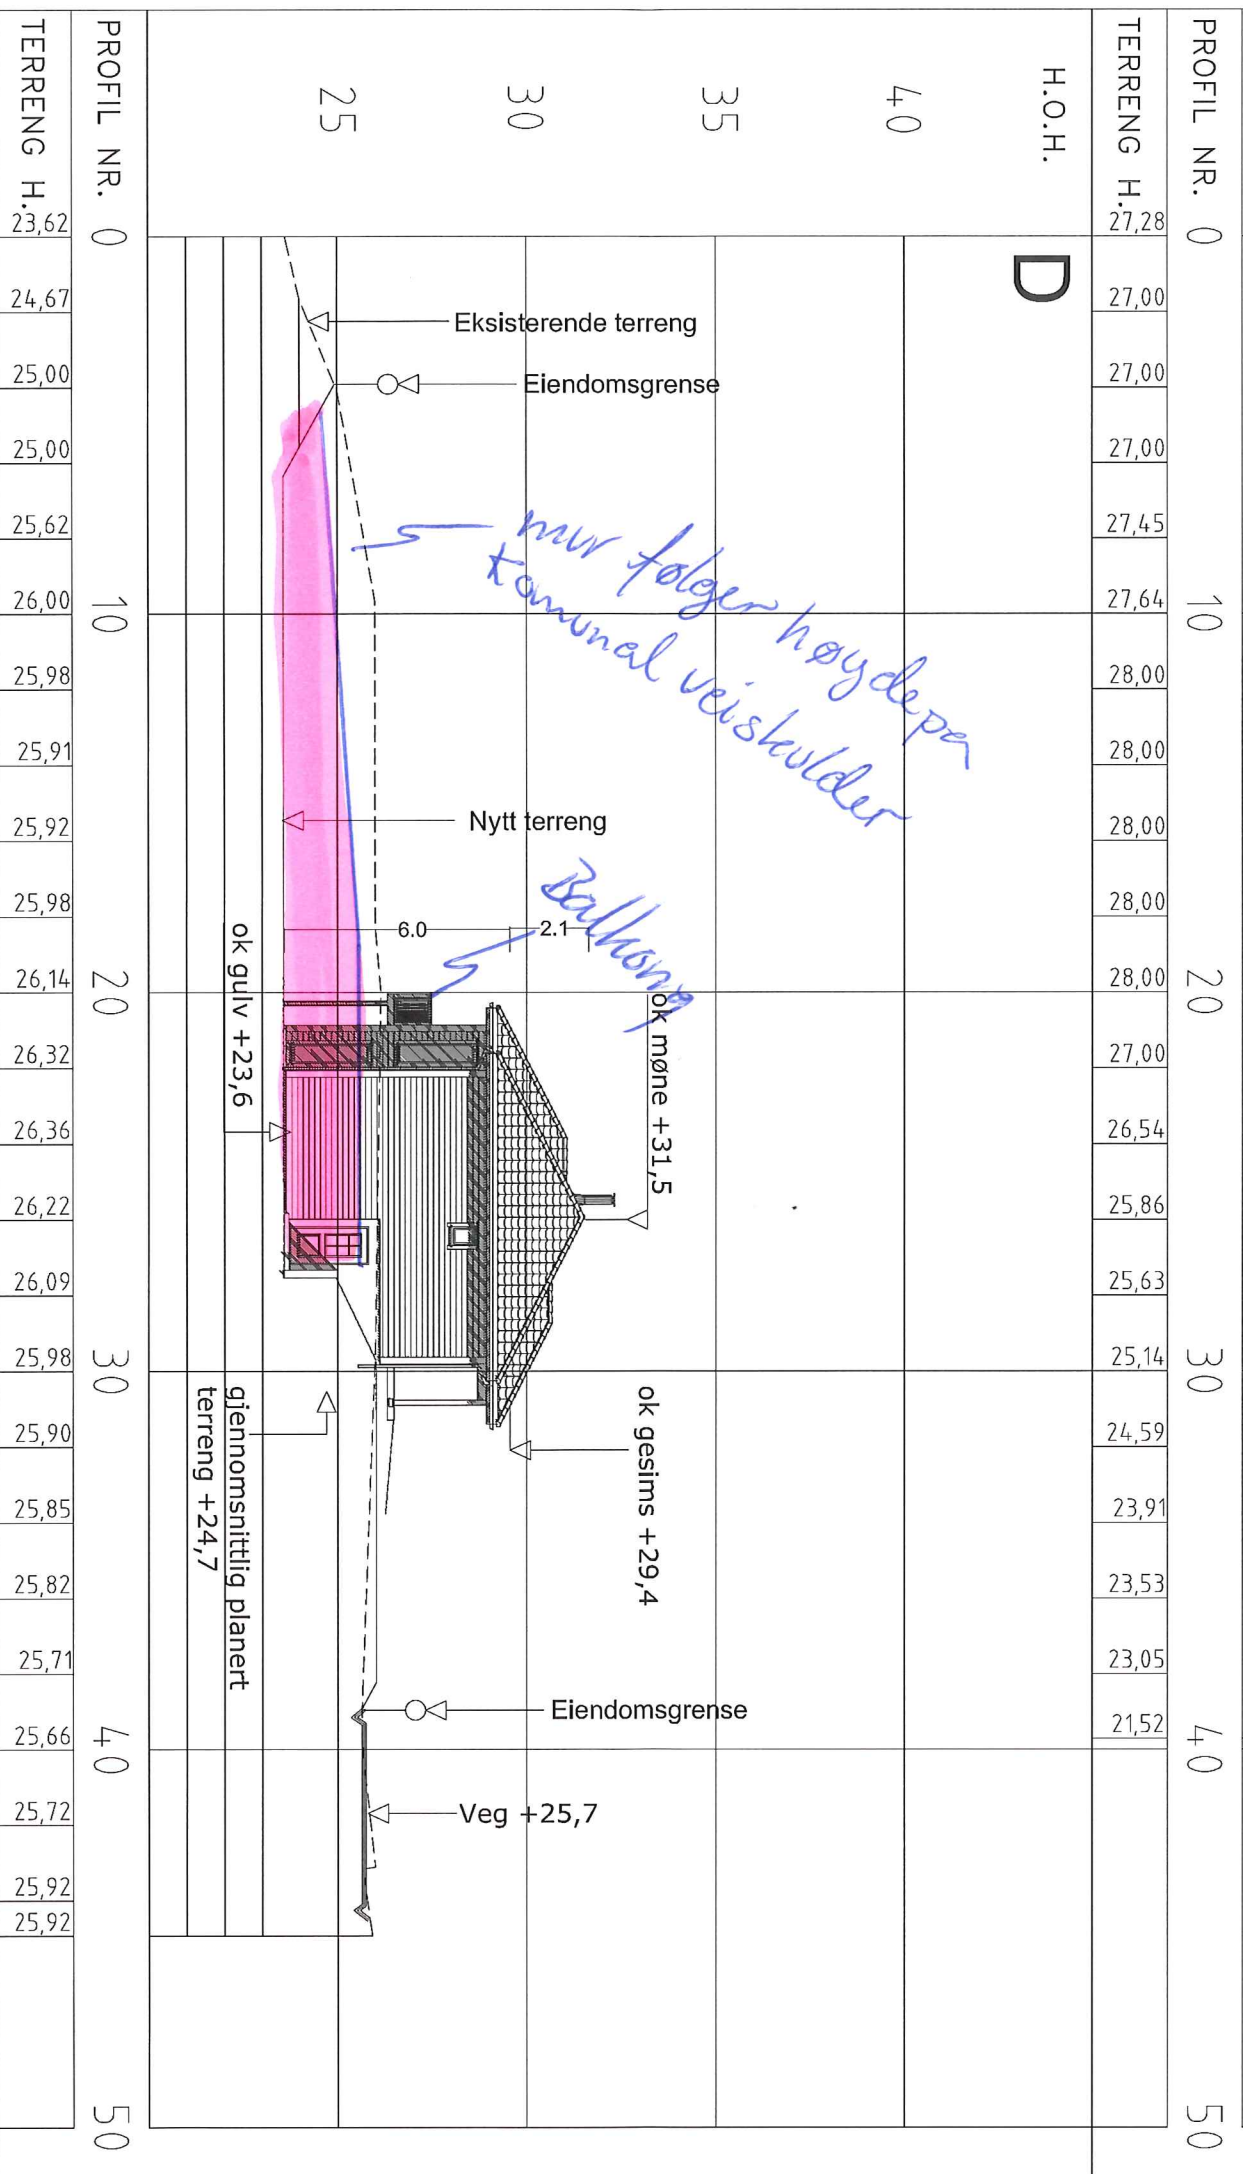 PROFIL NR. 0 10 20 30 40 50
TERRENG H. 27,28 27,00 27,00 27,00 27,45 27,64 28,00 28,00 28,00 28,00 28,00 27,00 26,54 25,86 25,63 25,14 24,59 23,91 23,53 23,05 21,52
H.O.H.
D
40
35
30
25
Eksisterende terreng
Eiendomsgrense
mur følger høyde på
Komunal veiskulder
Nytt terreng
Balkong
6.0
2.1
ok møne +31,5
ok gesims +29,4
ok gulv +23,6
gjennomsnittlig planert
terreng +24,7
Eiendomsgrense
Veg +25,7
PROFIL NR. 0 10 20 30 40 50
TERRENG H. 23,62 24,67 25,00 25,00 25,62 26,00 25,98 25,91 25,92 25,98 26,14 26,32 26,36 26,22 26,09 25,98 25,90 25,85 25,82 25,71 25,66 25,72 25,92 25,92